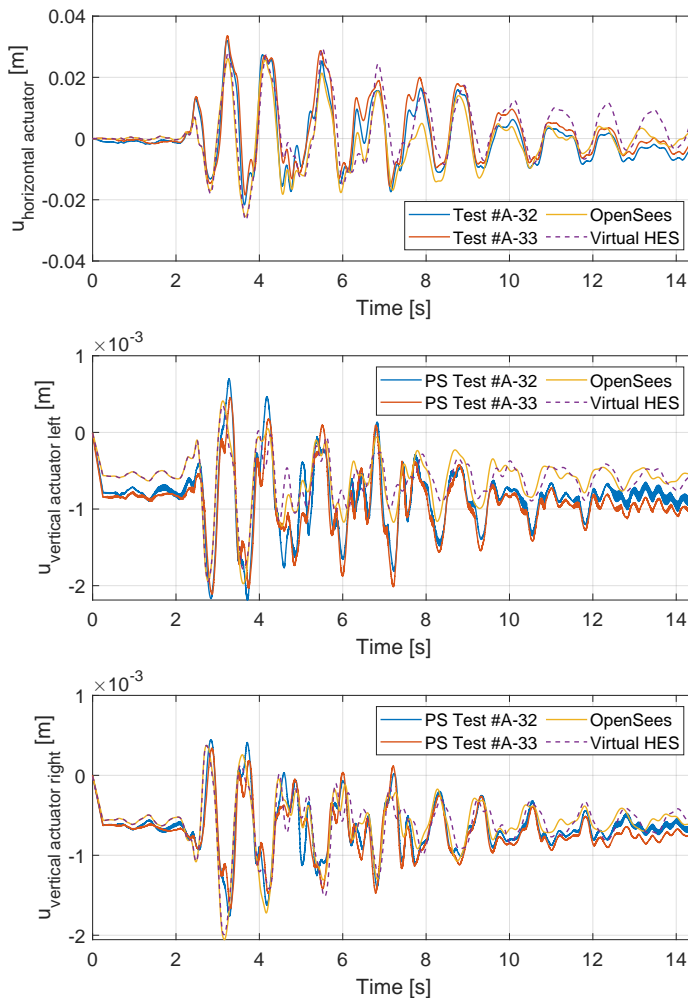 0.04
0.02
0
-0.02
-0.04
u horizontal actuator [m]
Test #A-32 OpenSees
Test #A-33 Virtual HES
0 2 4 6 8 10 12 14
Time [s]
×10⁻³
1
0
-1
-2
u vertical actuator left [m]
PS Test #A-32 OpenSees
PS Test #A-33 Virtual HES
0 2 4 6 8 10 12 14
Time [s]
×10⁻³
1
0
-1
-2
u vertical actuator right [m]
PS Test #A-32 OpenSees
PS Test #A-33 Virtual HES
0 2 4 6 8 10 12 14
Time [s]